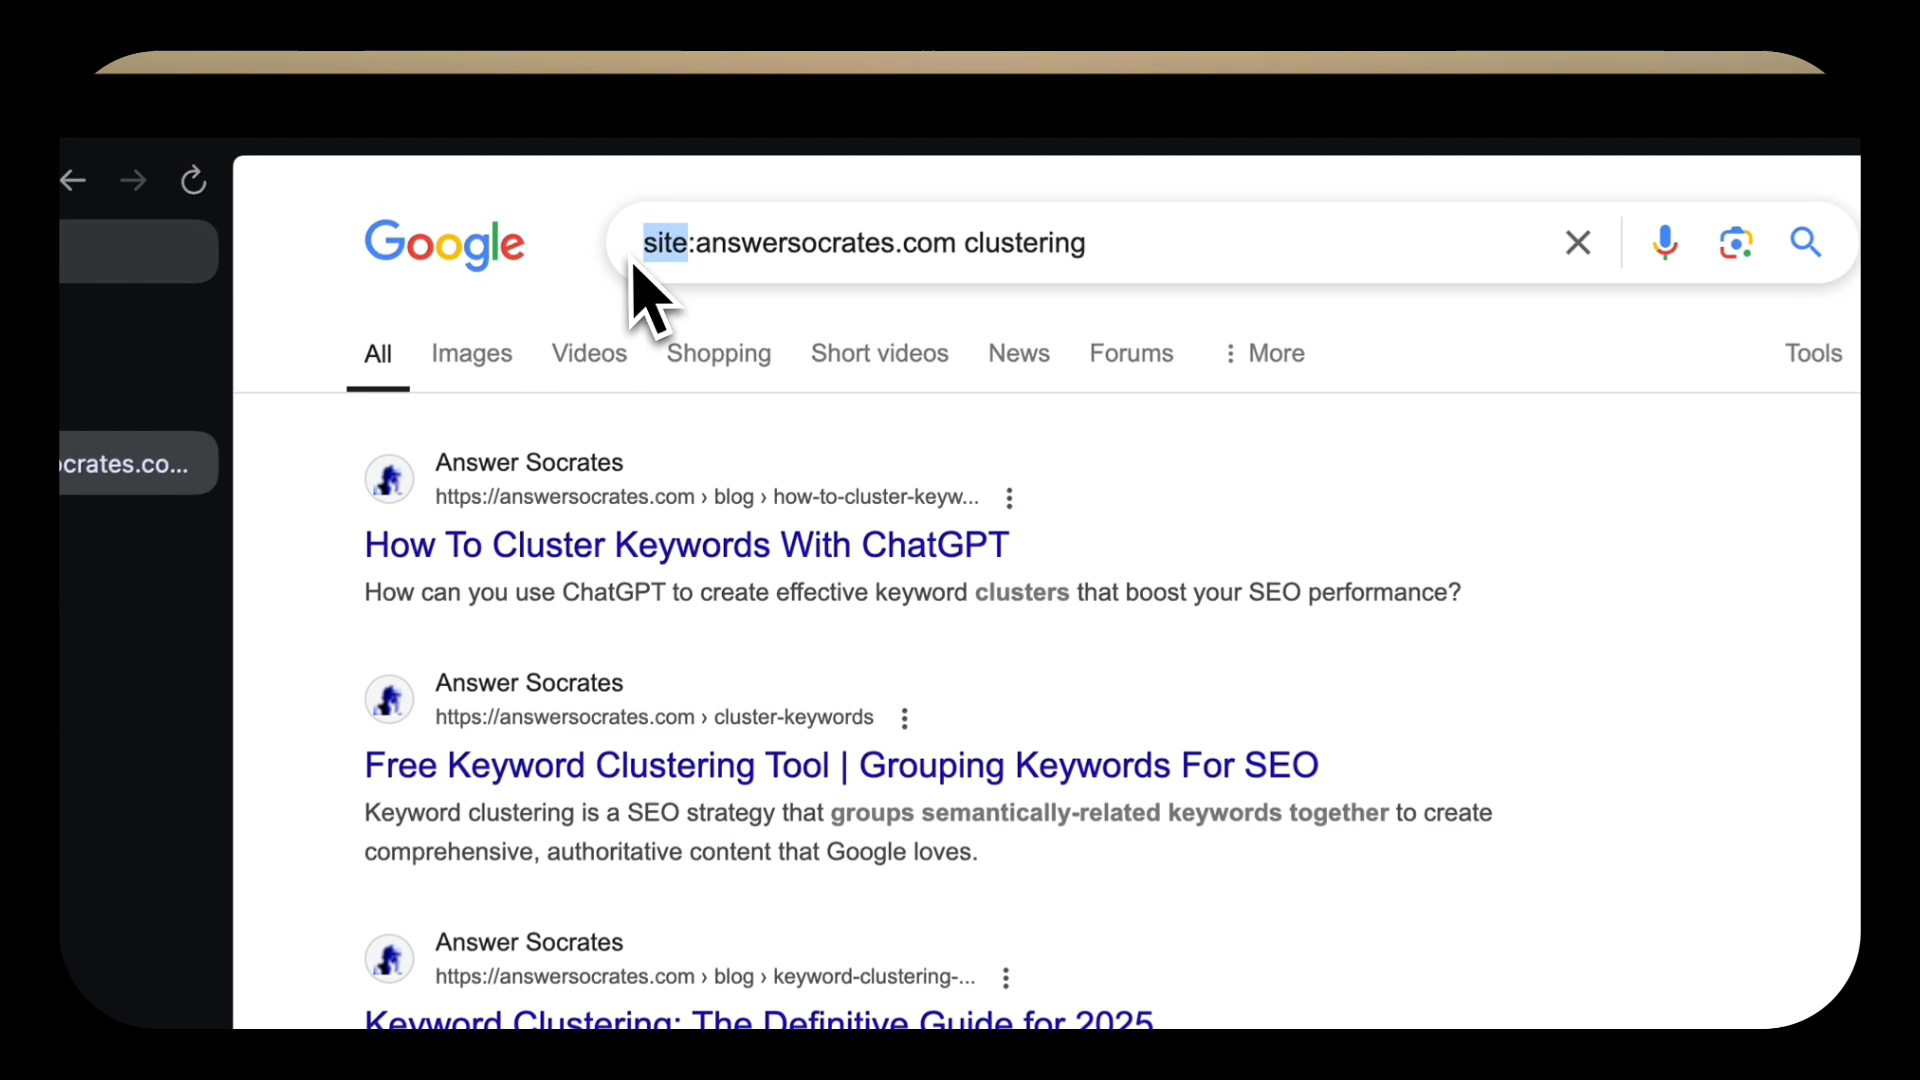 Google
site:answersocrates.com clustering
All Images Videos Shopping Short videos News Forums More Tools
ocrates.co...
Answer Socrates
https://answersocrates.com › blog › how-to-cluster-keyw...
How To Cluster Keywords With ChatGPT
How can you use ChatGPT to create effective keyword clusters that boost your SEO performance?
Answer Socrates
https://answersocrates.com › cluster-keywords
Free Keyword Clustering Tool | Grouping Keywords For SEO
Keyword clustering is a SEO strategy that groups semantically-related keywords together to create
comprehensive, authoritative content that Google loves.
Answer Socrates
https://answersocrates.com › blog › keyword-clustering-...
Keyword Clustering: The Definitive Guide for 2025